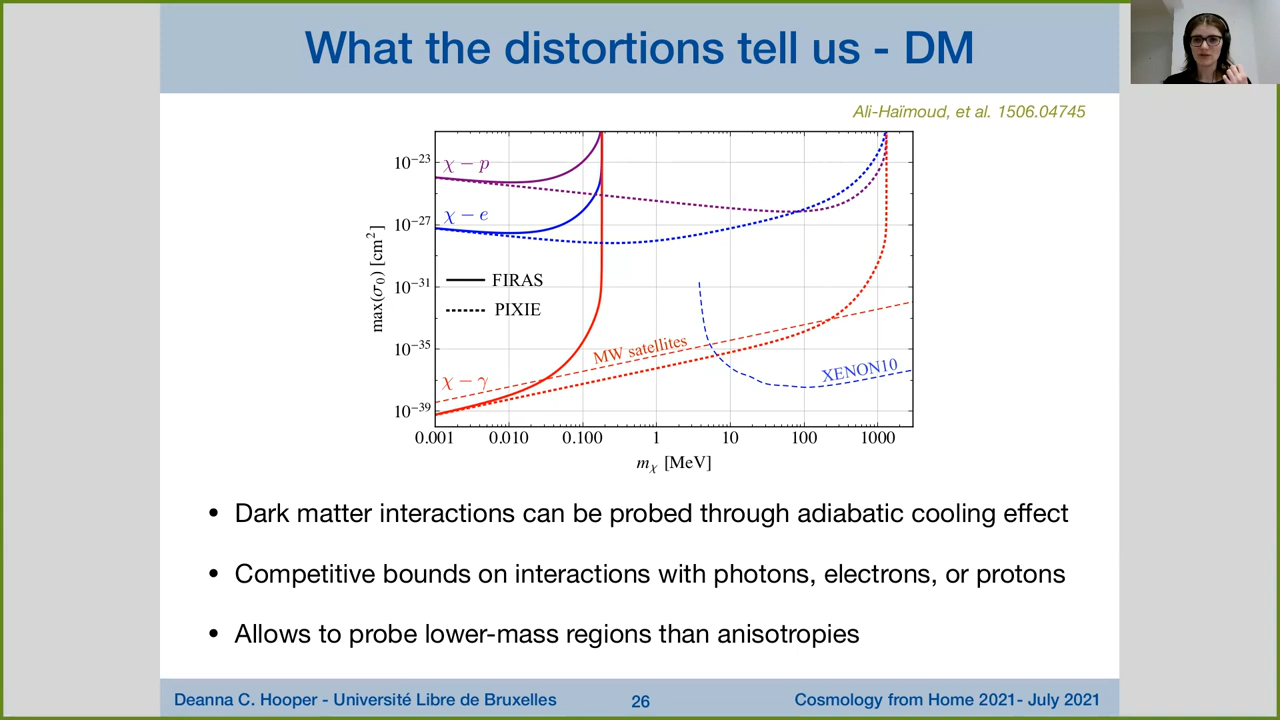 What the distortions tell us - DM
Ali-Haïmoud, et al. 1506.04745
max(σ₀) [cm²]
10⁻²³
10⁻²⁷
10⁻³¹
10⁻³⁵
10⁻³⁹
χ − p
χ − e
FIRAS
PIXIE
MW satellites
χ − γ
XENON10
0.001 0.010 0.100 1 10 100 1000
mχ [MeV]
• Dark matter interactions can be probed through adiabatic cooling effect
• Competitive bounds on interactions with photons, electrons, or protons
• Allows to probe lower-mass regions than anisotropies
Deanna C. Hooper - Université Libre de Bruxelles 26 Cosmology from Home 2021- July 2021